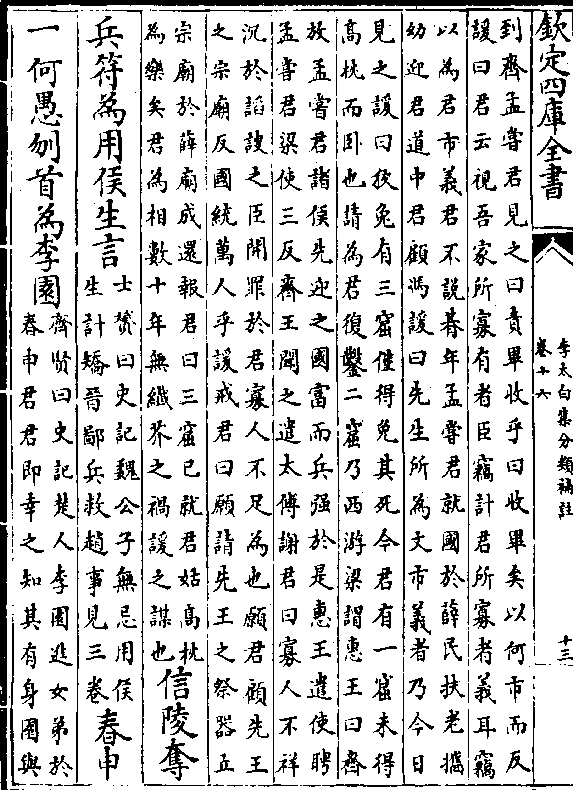 欽定四庫全書
李太白集分類補註
卷十六
十三
到齊孟嘗君見之曰責畢收乎曰收畢矣以何市而反
諼曰君云視吾家所寡有者臣竊計君所寡者義耳竊
以為君市義君不說朞年孟嘗君就國於薛民扶老攜
幼迎君道中君顧馮諼曰先生所為文市義者乃今日
見之諼曰狡兔有三窟僅得免其死今君有一窟未得
高枕而卧也請為君復鑿二窟乃西游梁謂惠王曰齊
放孟嘗君諸侯先迎之國富而兵强於是惠王遣使聘
孟嘗君梁使三反齊王聞之遣太傅謝君曰寡人不祥
沉於諂諛之臣開罪於君寡人不足為也願君顧先王
之宗廟反國統萬人乎諼戒君曰願請先王之祭器立
宗廟於薛廟成還報君曰三窟已就君姑高枕
為樂矣君為相數十年無纖芥之禍諼之謀也
信陵奪
兵符為用侯生言
士贇曰史記魏公子無忌用侯
生計矯晉鄙兵救趙事見三卷
春申
一何愚刎首為李園
齊賢曰史記楚人李園進女弟於
春申君君即幸之知其有身園與